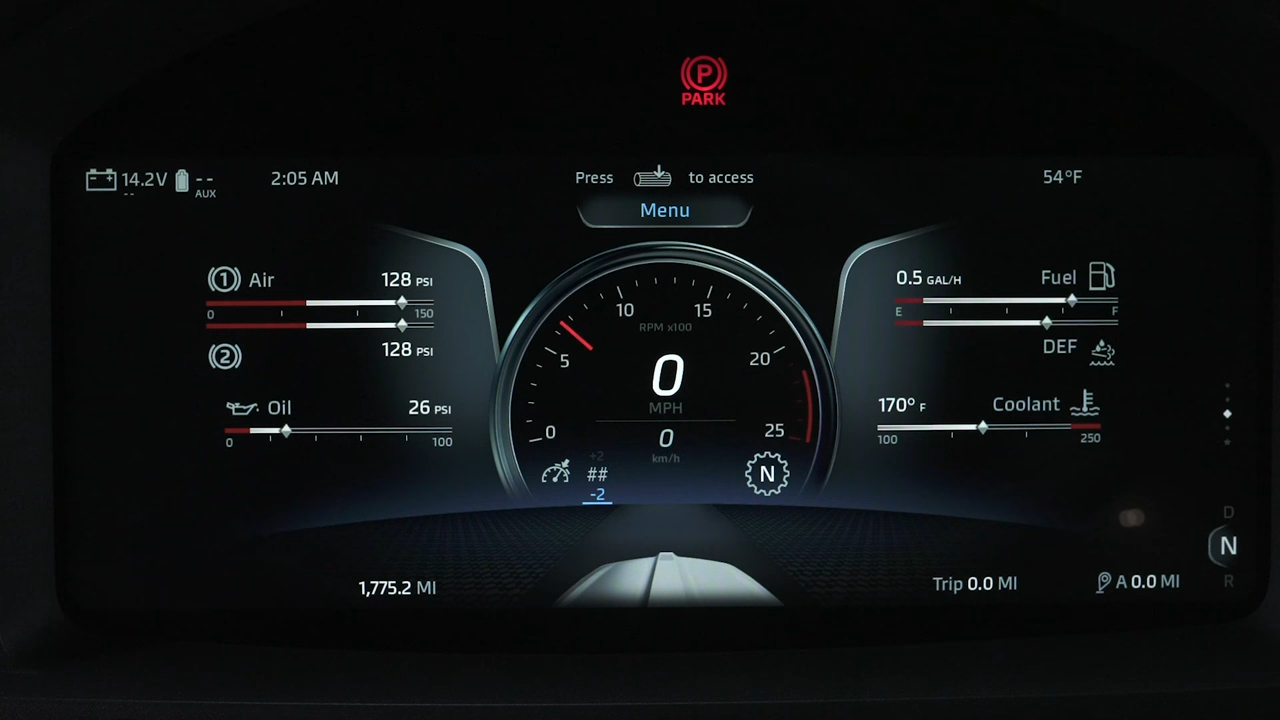 P
PARK
14.2V -- 2:05 AM
-- AUX
Press to access
54°F
Menu
1 Air 128 PSI
0 150
2 128 PSI
Oil 26 PSI
0 100
0 5 10 15 20 25
RPM x100
0
MPH
0
km/h
+2
##
-2
N
0.5 GAL/H Fuel
E F
DEF
170° F Coolant
100 250
D
N
R
1,775.2 MI
Trip 0.0 MI
A 0.0 MI